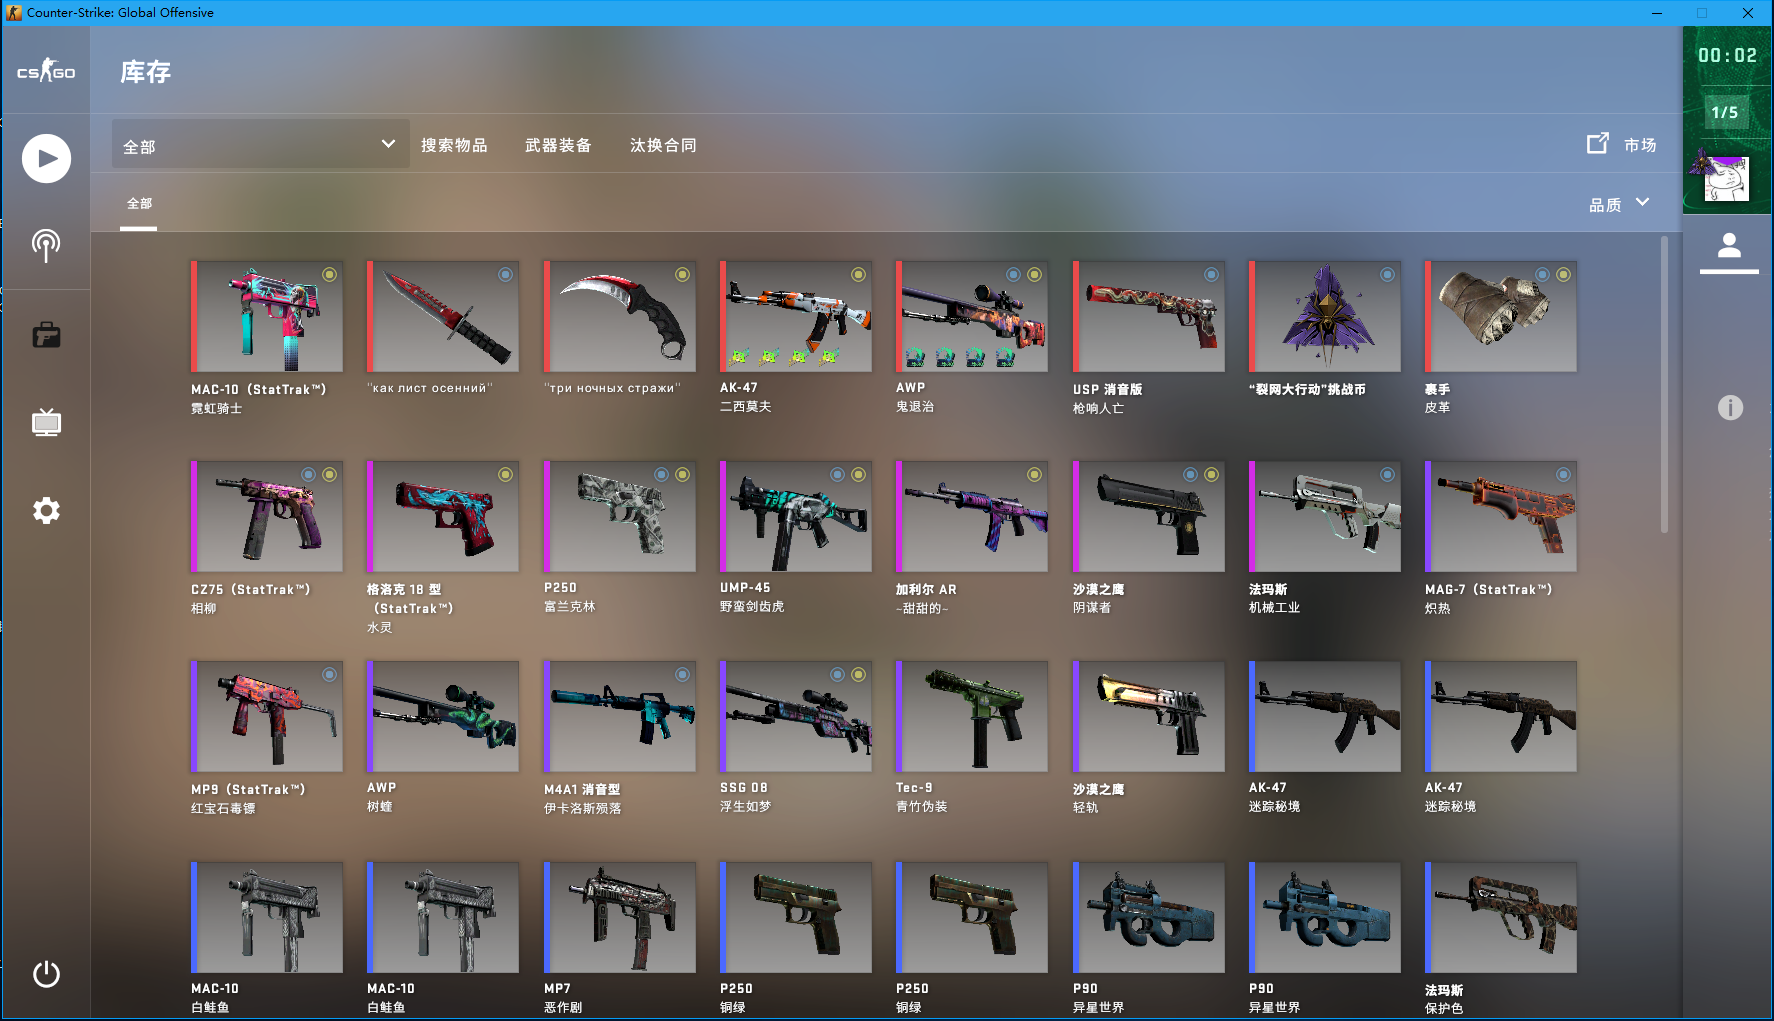 Counter-Strike: Global Offensive
CS GO
库存
00:02
1/5
全部
搜索物品
武器装备
汰换合同
市场
全部
品质
MAC-10（StatTrak™）
霓虹骑士
"как лист осенний"
"три ночных стражи"
AK-47
二西莫夫
AWP
鬼退治
USP 消音版
枪响人亡
“裂网大行动”挑战币
裹手
皮革
CZ75（StatTrak™）
相柳
格洛克 18 型
（StatTrak™）
水灵
P250
富兰克林
UMP-45
野蛮剑齿虎
加利尔 AR
~甜甜的~
沙漠之鹰
阴谋者
法玛斯
机械工业
MAG-7（StatTrak™）
炽热
MP9（StatTrak™）
红宝石毒镖
AWP
树蝰
M4A1 消音型
伊卡洛斯殒落
SSG 08
浮生如梦
Tec-9
青竹伪装
沙漠之鹰
轻轨
AK-47
迷踪秘境
AK-47
迷踪秘境
MAC-10
白鲑鱼
MAC-10
白鲑鱼
MP7
恶作剧
P250
铜绿
P250
铜绿
P90
异星世界
P90
异星世界
法玛斯
保护色